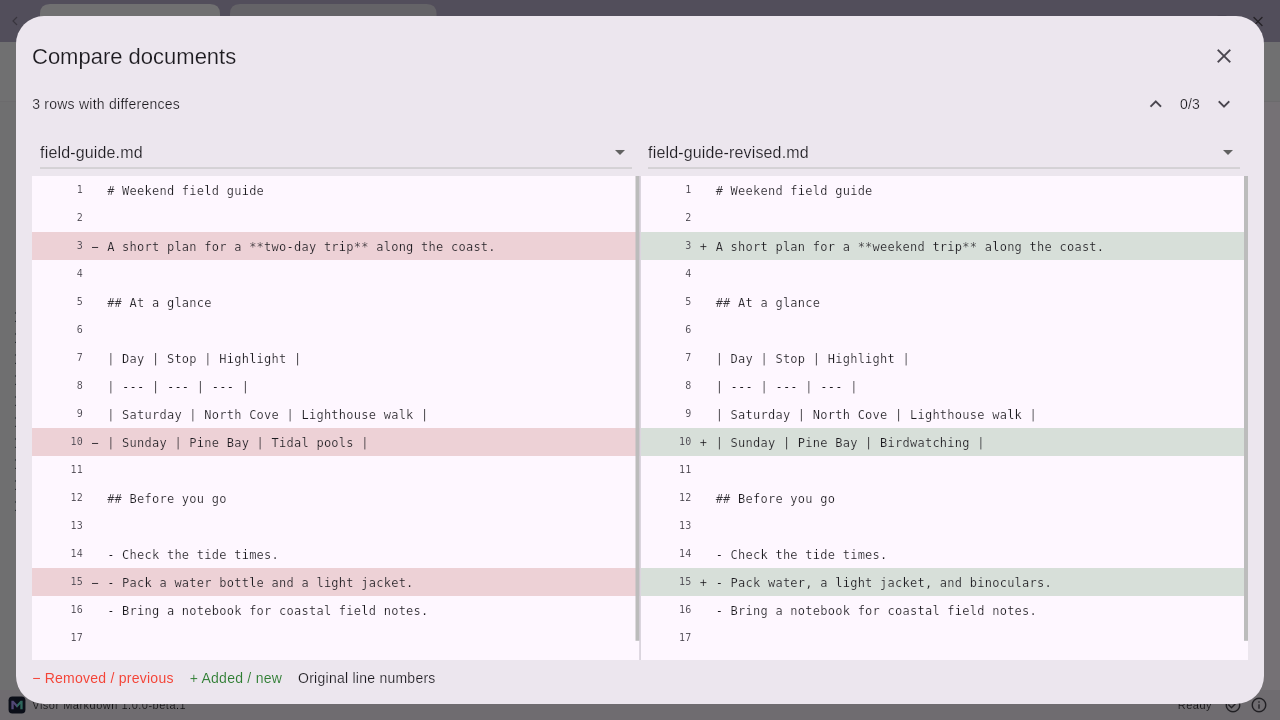 Compare documents
3 rows with differences
0/3
field-guide.md
1 # Weekend field guide
2
3 – A short plan for a **two-day trip** along the coast.
4
5 ## At a glance
6
7 | Day | Stop | Highlight |
8 | --- | --- | --- |
9 | Saturday | North Cove | Lighthouse walk |
10 – | Sunday | Pine Bay | Tidal pools |
11
12 ## Before you go
13
14 - Check the tide times.
15 – - Pack a water bottle and a light jacket.
16 - Bring a notebook for coastal field notes.
17
field-guide-revised.md
1 # Weekend field guide
2
3 + A short plan for a **weekend trip** along the coast.
4
5 ## At a glance
6
7 | Day | Stop | Highlight |
8 | --- | --- | --- |
9 | Saturday | North Cove | Lighthouse walk |
10 + | Sunday | Pine Bay | Birdwatching |
11
12 ## Before you go
13
14 - Check the tide times.
15 + - Pack water, a light jacket, and binoculars.
16 - Bring a notebook for coastal field notes.
17
− Removed / previous + Added / new Original line numbers
Visor Markdown 1.0.0-beta.1 Ready